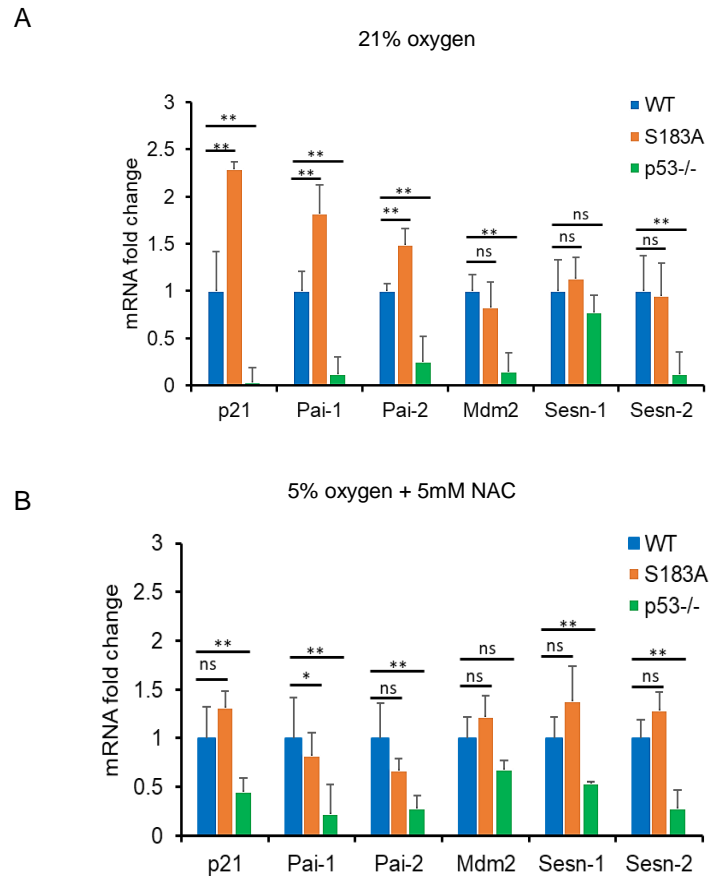 A
21% oxygen
mRNA fold change
3
2.5
2
1.5
1
0.5
0
WT
S183A
p53-/-
** ** ** ns
** ** ** ** ns **
** ** ** ns ns ns
p21 Pai-1 Pai-2 Mdm2 Sesn-1 Sesn-2
B
5% oxygen + 5mM NAC
mRNA fold change
3
2.5
2
1.5
1
0.5
0
WT
S183A
p53-/-
** ** ** ns ** **
ns * ns ns ns ns
p21 Pai-1 Pai-2 Mdm2 Sesn-1 Sesn-2